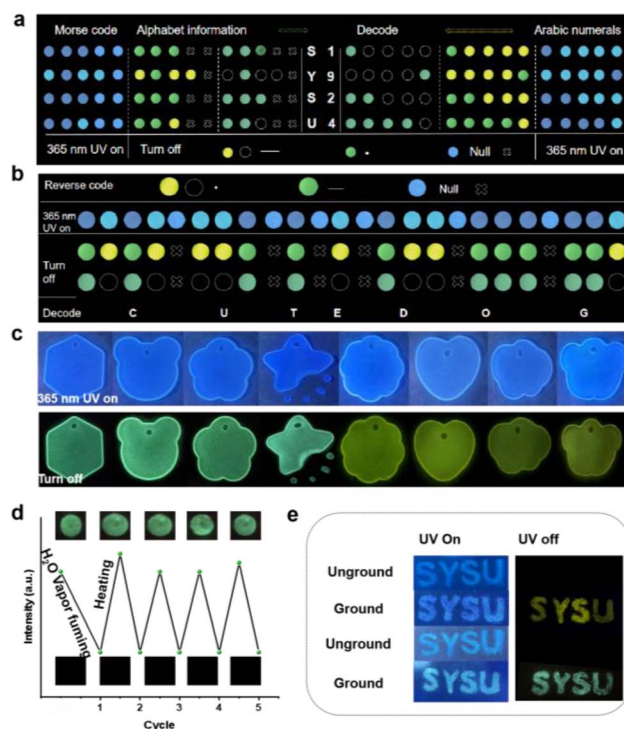 a
Morse code Alphabet information Decode Arabic numerals
S 1
Y 9
S 2
U 4
365 nm UV on Turn off Null 365 nm UV on
b
Reverse code Null
365 nm
UV on
Turn
off
Decode C U T E D O G
c
365 nm UV on
Turn off
d
Intensity (a.u.)
H₂O Vapor fuming
Heating
1 2 3 4 5
Cycle
e
UV On UV off
Unground SYSU
Ground SYSU SYSU
Unground SYSU
Ground SYSU SYSU